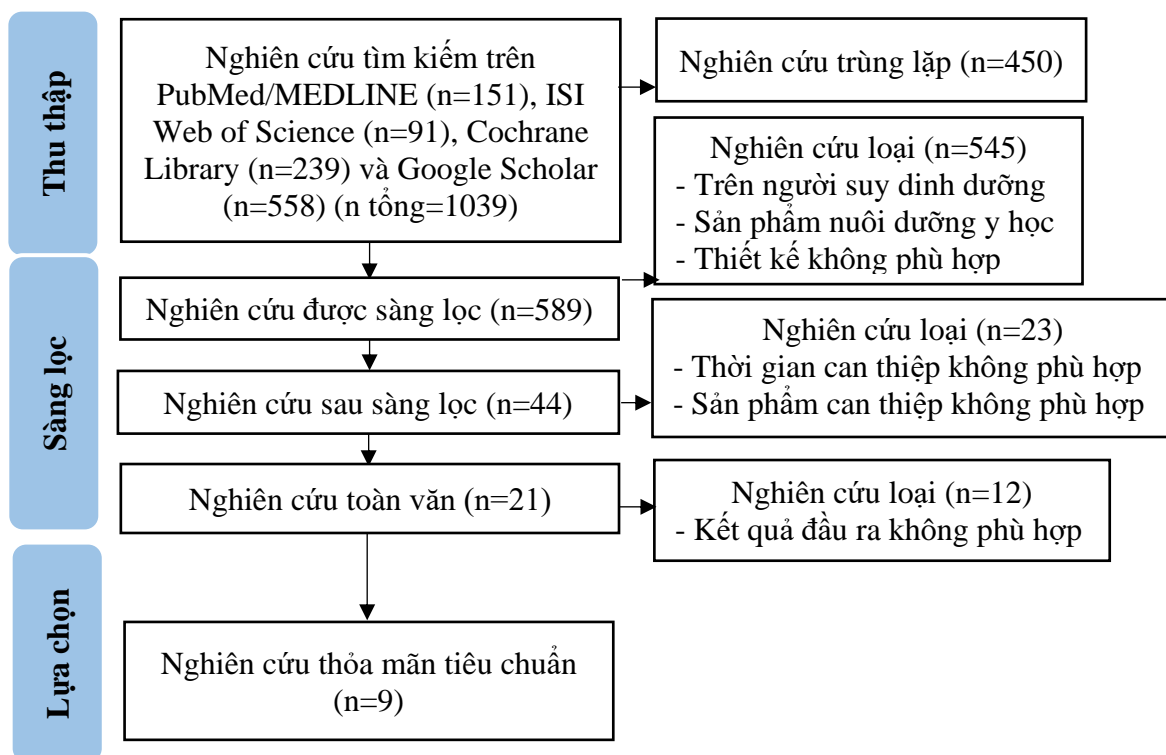 Thu thập
Nghiên cứu tìm kiếm trên
PubMed/MEDLINE (n=151), ISI
Web of Science (n=91), Cochrane
Library (n=239) và Google Scholar
(n=558) (n tổng=1039)
Nghiên cứu trùng lặp (n=450)
Nghiên cứu loại (n=545)
- Trên người suy dinh dưỡng
- Sản phẩm nuôi dưỡng y học
- Thiết kế không phù hợp
Sàng lọc
Nghiên cứu được sàng lọc (n=589)
Nghiên cứu loại (n=23)
- Thời gian can thiệp không phù hợp
- Sản phẩm can thiệp không phù hợp
Nghiên cứu sau sàng lọc (n=44)
Nghiên cứu toàn văn (n=21)
Nghiên cứu loại (n=12)
- Kết quả đầu ra không phù hợp
Lựa chọn
Nghiên cứu thỏa mãn tiêu chuẩn
(n=9)